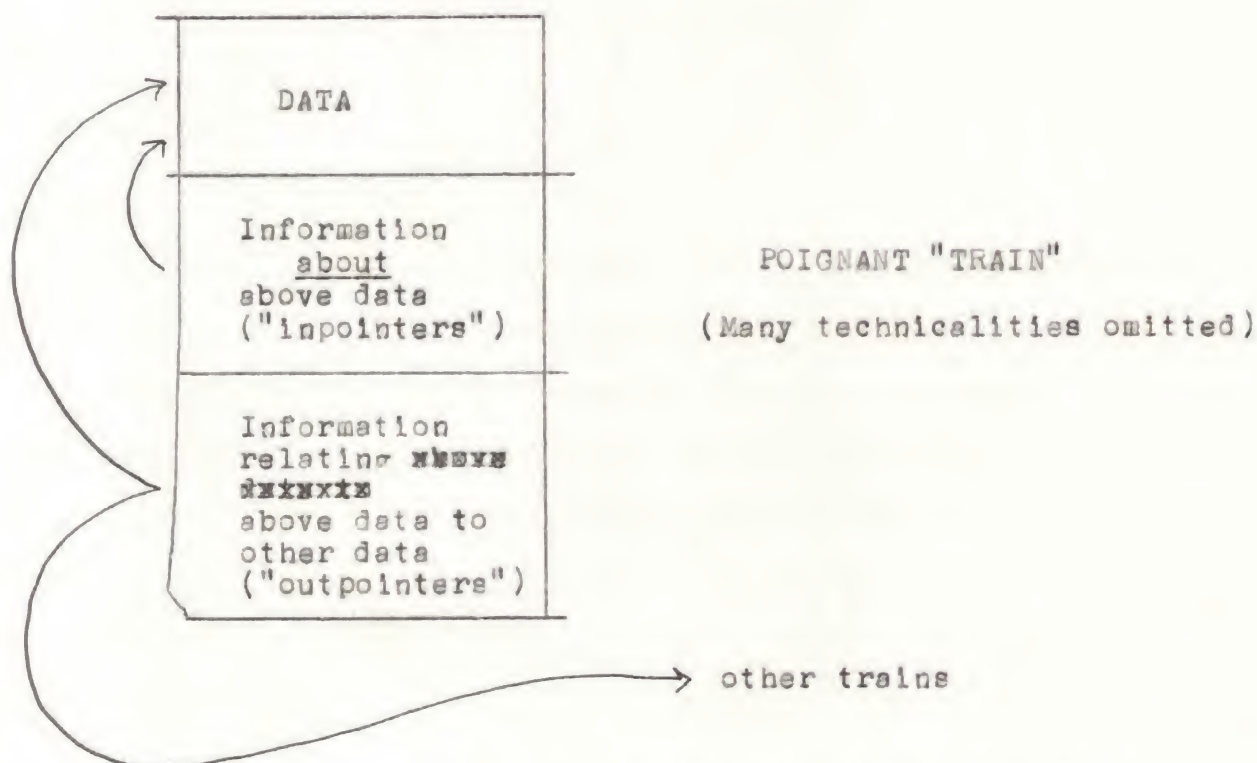 DATA
Information
about
above data
("inpointers")
POIGNANT "TRAIN"
(Many technicalities omitted)
Information
relating
above data to
other data
("outpointers")
other trains